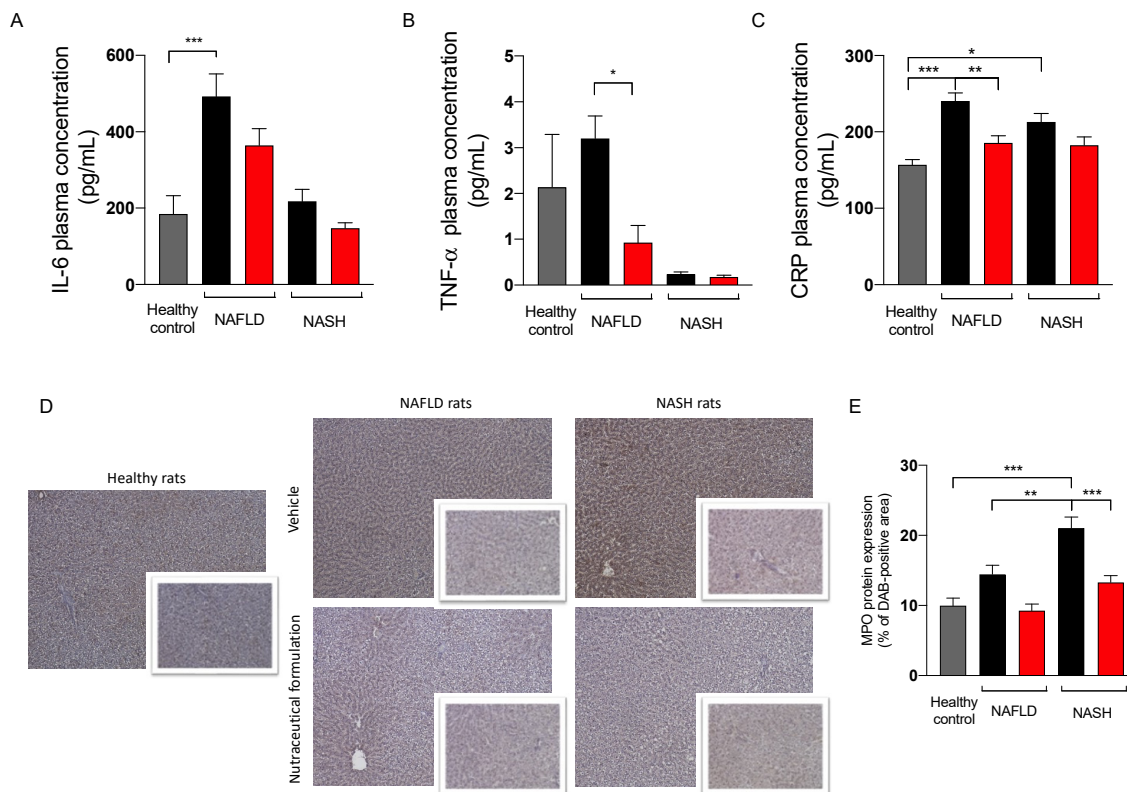 A
IL-6 plasma concentration
(pg/mL)
600
400
200
0
***
Healthy
control
NAFLD
NASH
B
TNF-α plasma concentration
(pg/mL)
5
4
3
2
1
0
*
Healthy
control
NAFLD
NASH
C
CRP plasma concentration
(pg/mL)
300
200
100
0
*
***
**
Healthy
control
NAFLD
NASH
D
Healthy rats
NAFLD rats
NASH rats
Vehicle
Nutraceutical formulation
E
MPO protein expression
(% of DAB-positive area)
30
20
10
0
***
**
***
Healthy
control
NAFLD
NASH